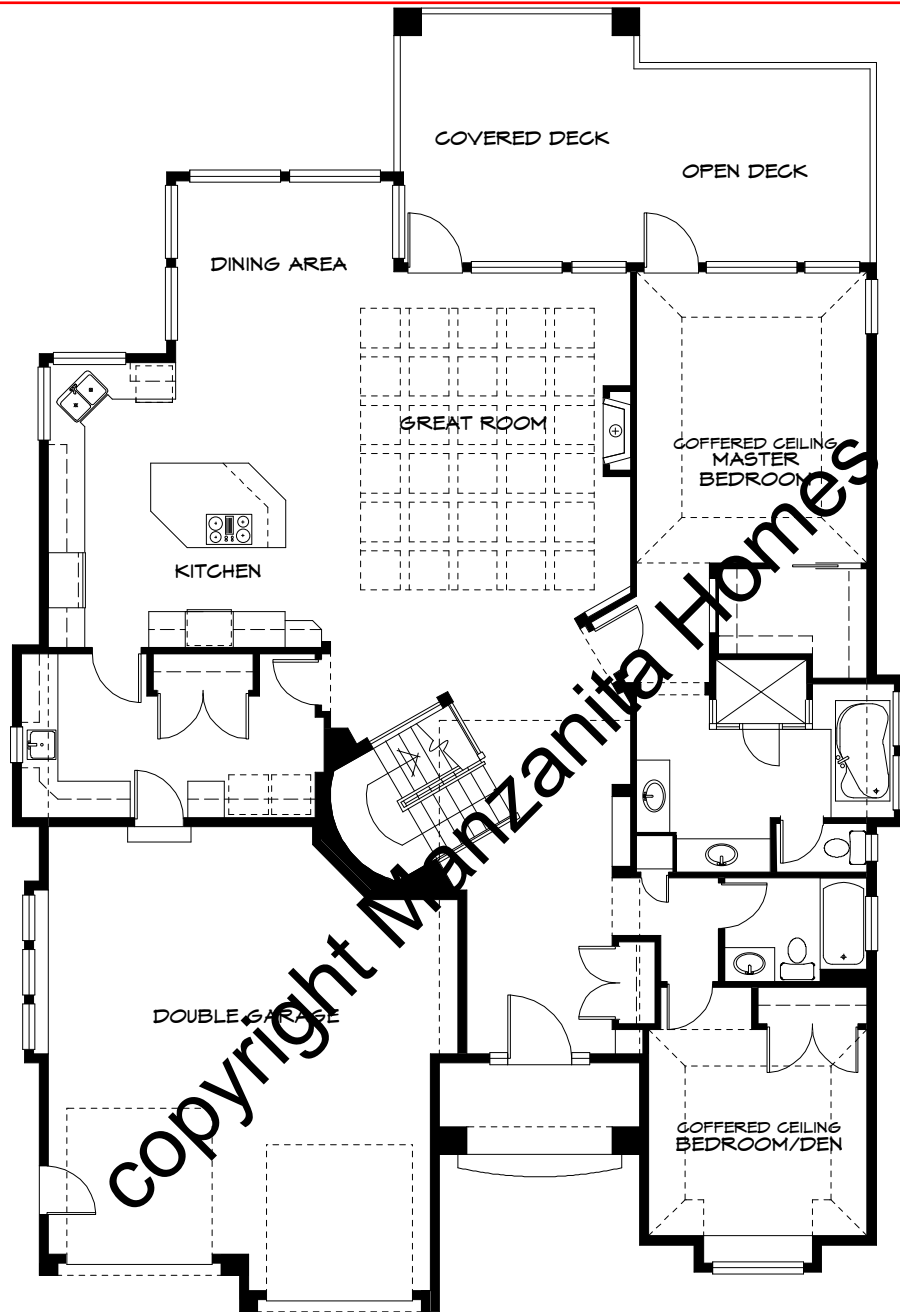 COVERED DECK
OPEN DECK
DINING AREA
GREAT ROOM
COFFERED CEILING
MASTER
BEDROOM
KITCHEN
DOUBLE GARAGE
COFFERED CEILING
BEDROOM/DEN
copyright Manzanita Homes